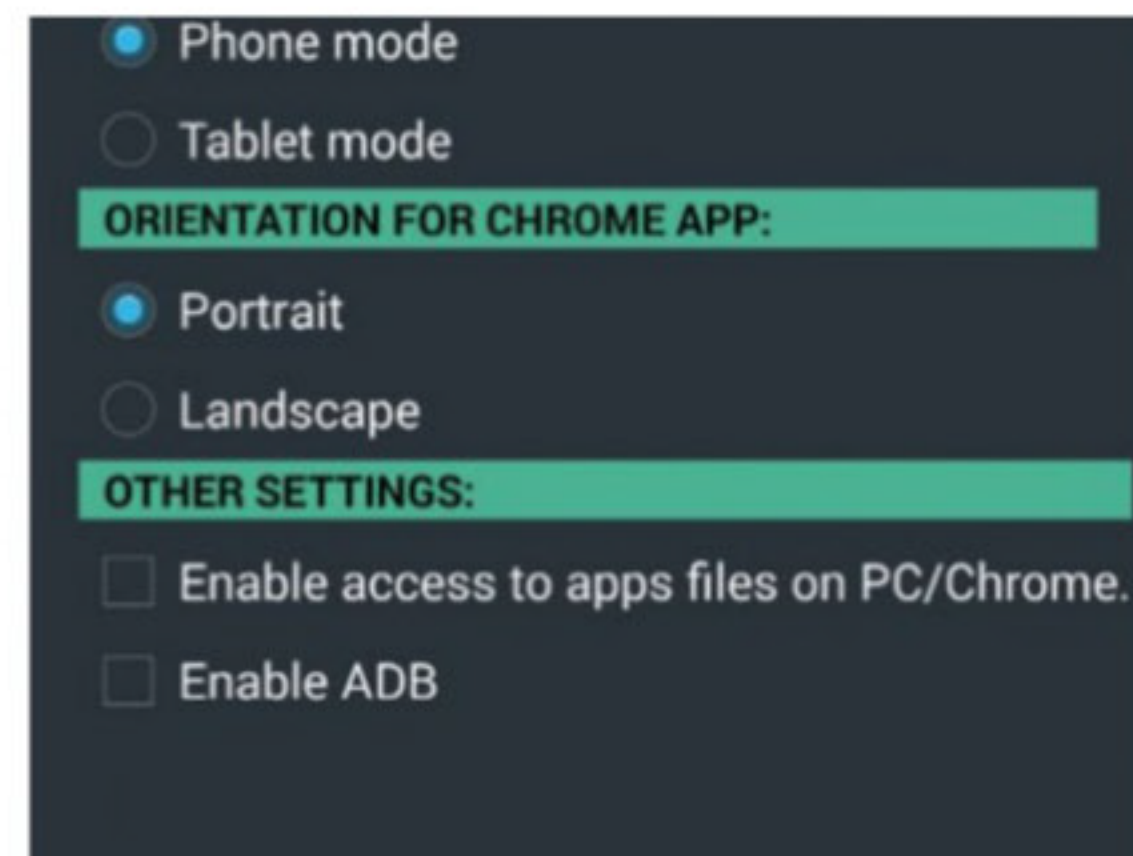 Phone mode
Tablet mode
ORIENTATION FOR CHROME APP:
Portrait
Landscape
OTHER SETTINGS:
Enable access to apps files on PC/Chrome.
Enable ADB